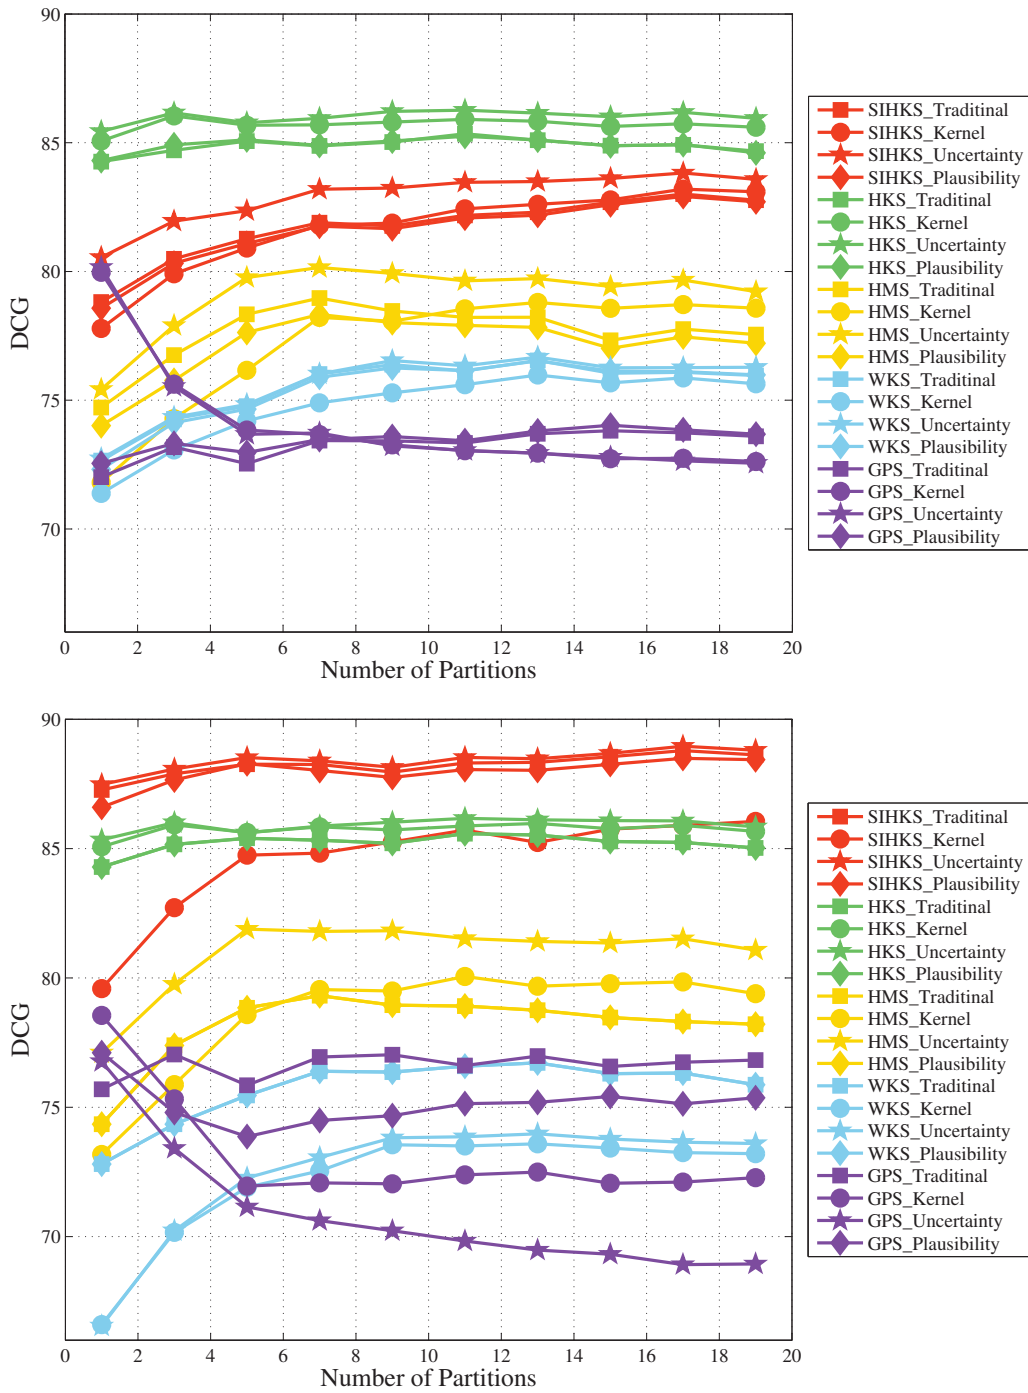 90
85
80
75
70
DCG
0 2 4 6 8 10 12 14 16 18 20
Number of Partitions
SIHKS_Traditinal
SIHKS_Kernel
SIHKS_Uncertainty
SIHKS_Plausibility
HKS_Traditinal
HKS_Kernel
HKS_Uncertainty
HKS_Plausibility
HMS_Traditinal
HMS_Kernel
HMS_Uncertainty
HMS_Plausibility
WKS_Traditinal
WKS_Kernel
WKS_Uncertainty
WKS_Plausibility
GPS_Traditinal
GPS_Kernel
GPS_Uncertainty
GPS_Plausibility
90
85
80
75
70
DCG
0 2 4 6 8 10 12 14 16 18 20
Number of Partitions
SIHKS_Traditinal
SIHKS_Kernel
SIHKS_Uncertainty
SIHKS_Plausibility
HKS_Traditinal
HKS_Kernel
HKS_Uncertainty
HKS_Plausibility
HMS_Traditinal
HMS_Kernel
HMS_Uncertainty
HMS_Plausibility
WKS_Traditinal
WKS_Kernel
WKS_Uncertainty
WKS_Plausibility
GPS_Traditinal
GPS_Kernel
GPS_Uncertainty
GPS_Plausibility